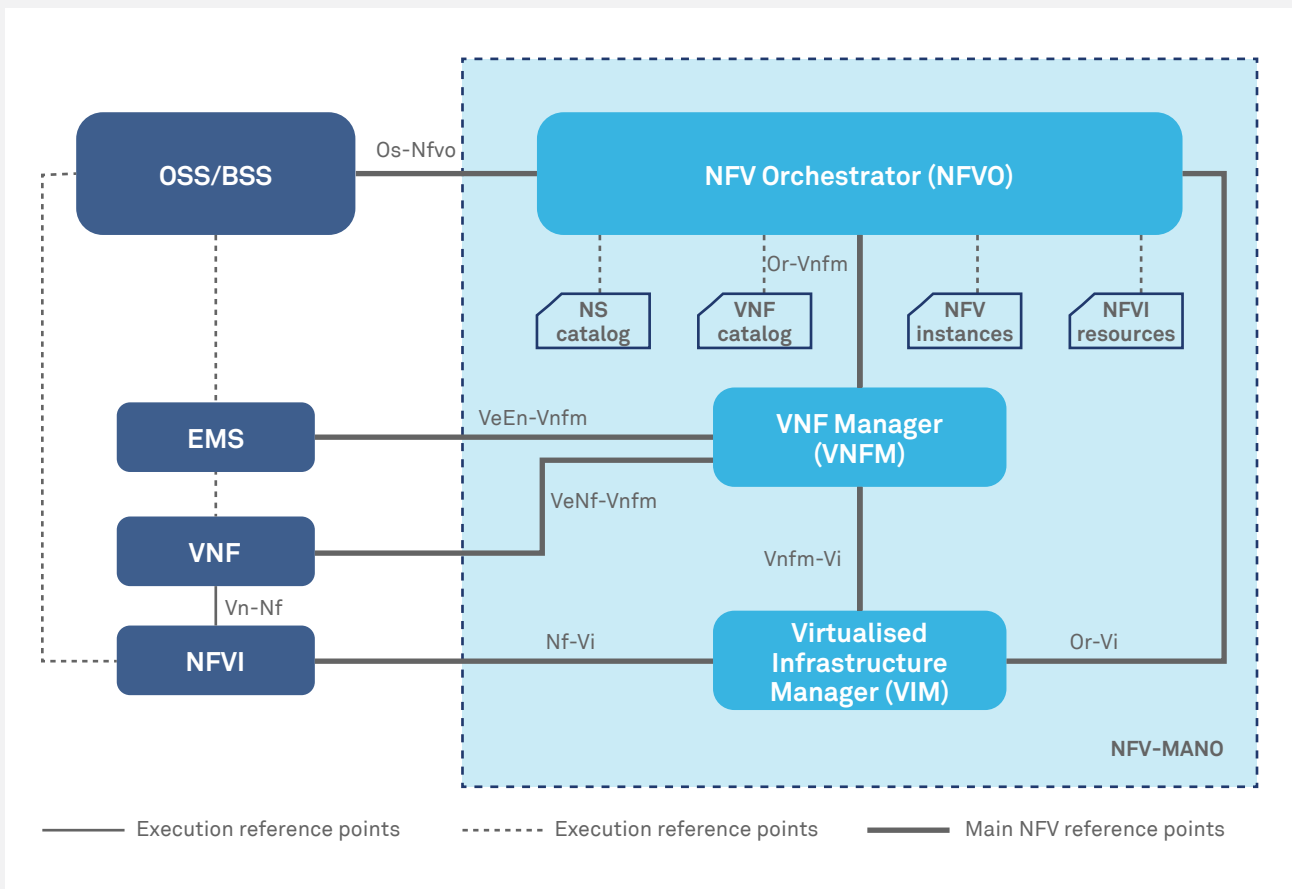 Os-Nfvo
OSS/BSS
NFV Orchestrator (NFVO)
Or-Vnfm
NS
catalog
VNF
catalog
NFV
instances
NFVI
resources
VeEn-Vnfm
EMS
VNF Manager
(VNFM)
VeNf-Vnfm
VNF
Vnfm-Vi
Vn-Nf
NFVI
Nf-Vi
Virtualised
Infrastructure
Manager (VIM)
Or-Vi
NFV-MANO
Execution reference points
Execution reference points
Main NFV reference points